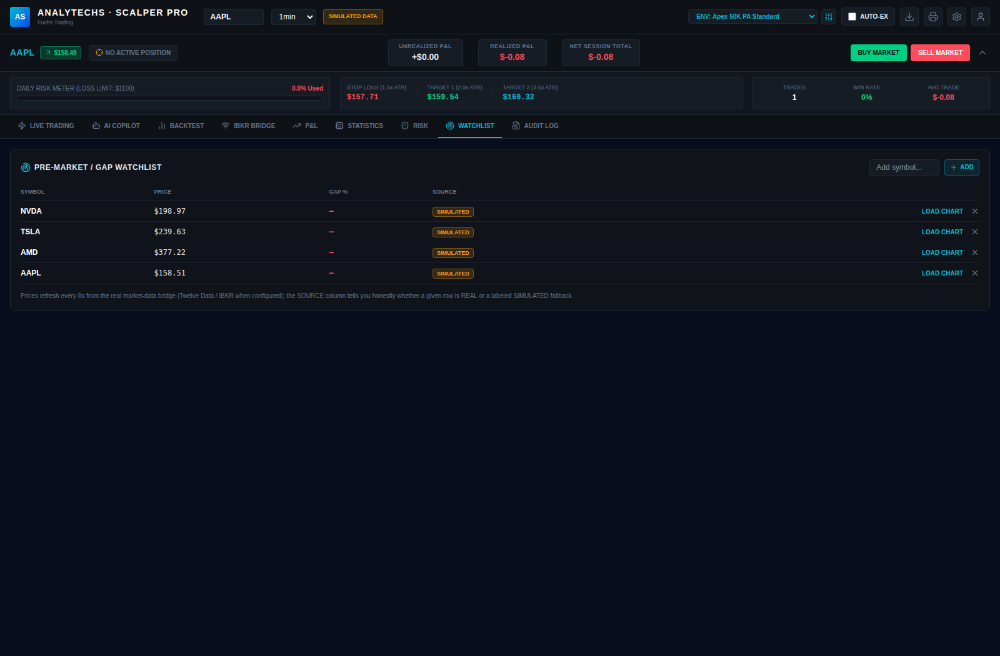 AS
ANALYTECHS · SCALPER PRO
Fuchs Trading
AAPL
1min
SIMULATED DATA
ENV: Apex 50K PA Standard
AUTO-EX
AAPL
$158.49
NO ACTIVE POSITION
UNREALIZED P&L
+$0.00
REALIZED P&L
$-0.08
NET SESSION TOTAL
$-0.08
BUY MARKET
SELL MARKET
DAILY RISK METER (LOSS LIMIT: $1100)
0.0% Used
STOP LOSS (1.5x ATR)
$157.71
TARGET 1 (2.0x ATR)
$159.54
TARGET 2 (3.5x ATR)
$160.32
TRADES
1
WIN RATE
0%
AVG TRADE
$-0.08
LIVE TRADING
AI COPILOT
BACKTEST
IBKR BRIDGE
P&L
STATISTICS
RISK
WATCHLIST
AUDIT LOG
PRE-MARKET / GAP WATCHLIST
Add symbol...
ADD
SYMBOL PRICE GAP % SOURCE
NVDA $198.97 — SIMULATED LOAD CHART
TSLA $239.63 — SIMULATED LOAD CHART
AMD $377.22 — SIMULATED LOAD CHART
AAPL $158.51 — SIMULATED LOAD CHART
Prices refresh every 8s from the real market-data bridge (Twelve Data / IBKR when configured); the SOURCE column tells you honestly whether a given row is REAL or a labeled SIMULATED fallback.